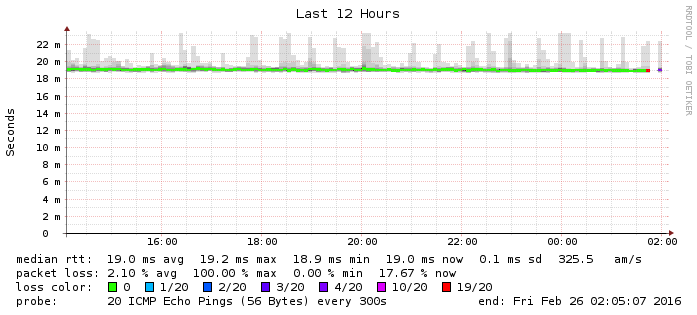 Last 12 Hours
RRDTOOL / TOBI OETIKER
Seconds
22 m
20 m
18 m
16 m
14 m
12 m
10 m
8 m
6 m
4 m
2 m
0
16:00 18:00 20:00 22:00 00:00 02:00
median rtt: 19.0 ms avg 19.2 ms max 18.9 ms min 19.0 ms now 0.1 ms sd 325.5 am/s
packet loss: 2.10 % avg 100.00 % max 0.00 % min 17.67 % now
loss color: 0 1/20 2/20 3/20 4/20 10/20 19/20
probe: 20 ICMP Echo Pings (56 Bytes) every 300s end: Fri Feb 26 02:05:07 2016